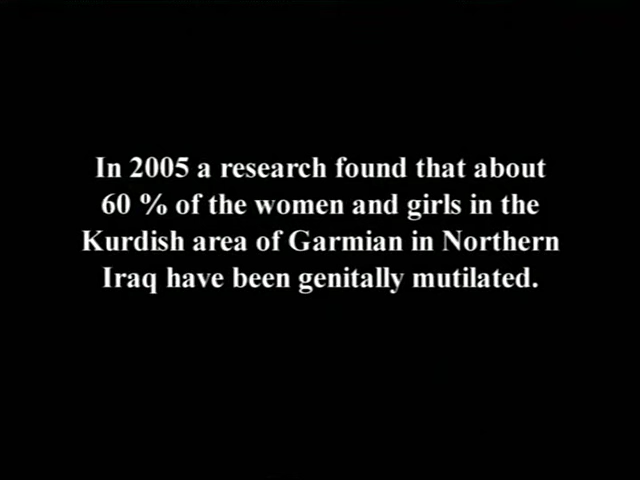 In 2005 a research found that about
60 % of the women and girls in the
Kurdish area of Garmian in Northern
Iraq have been genitally mutilated.